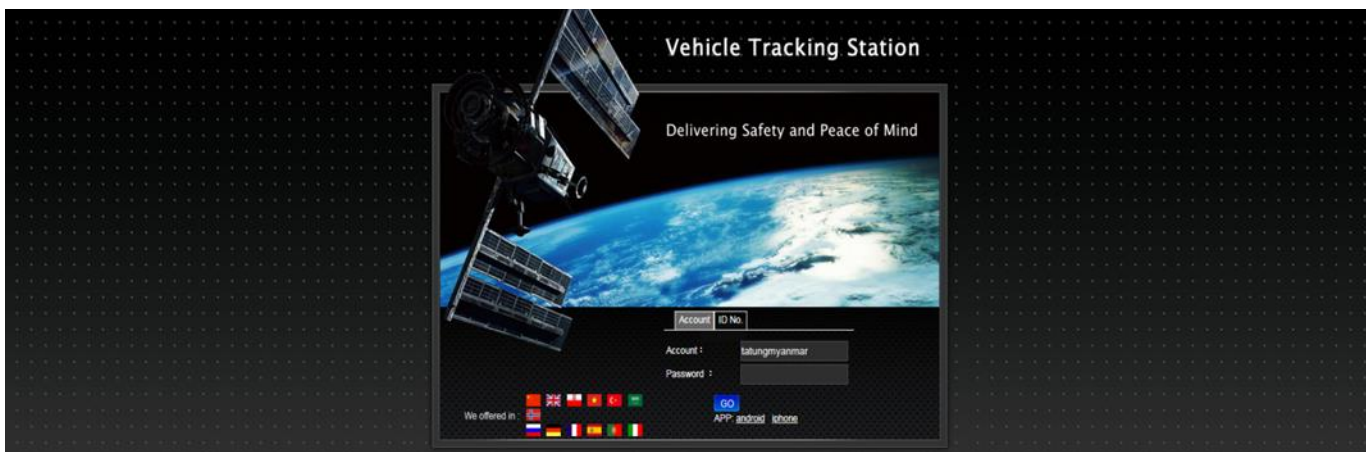 Vehicle Tracking Station
Delivering Safety and Peace of Mind
Account ID No.
Account : tatungmyanmar
Password :
We offered in :
GO
APP: android iphone